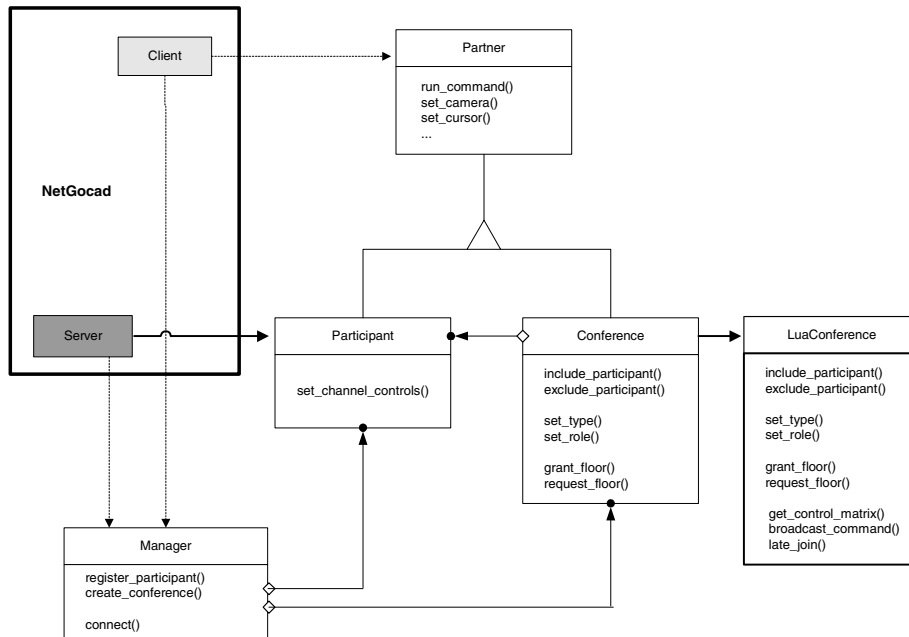 Client
NetGocad
Server
Partner
run_command()
set_camera()
set_cursor()
...
Participant
set_channel_controls()
Conference
include_participant()
exclude_participant()
set_type()
set_role()
grant_floor()
request_floor()
LuaConference
include_participant()
exclude_participant()
set_type()
set_role()
grant_floor()
request_floor()
get_control_matrix()
broadcast_command()
late_join()
Manager
register_participant()
create_conference()
connect()